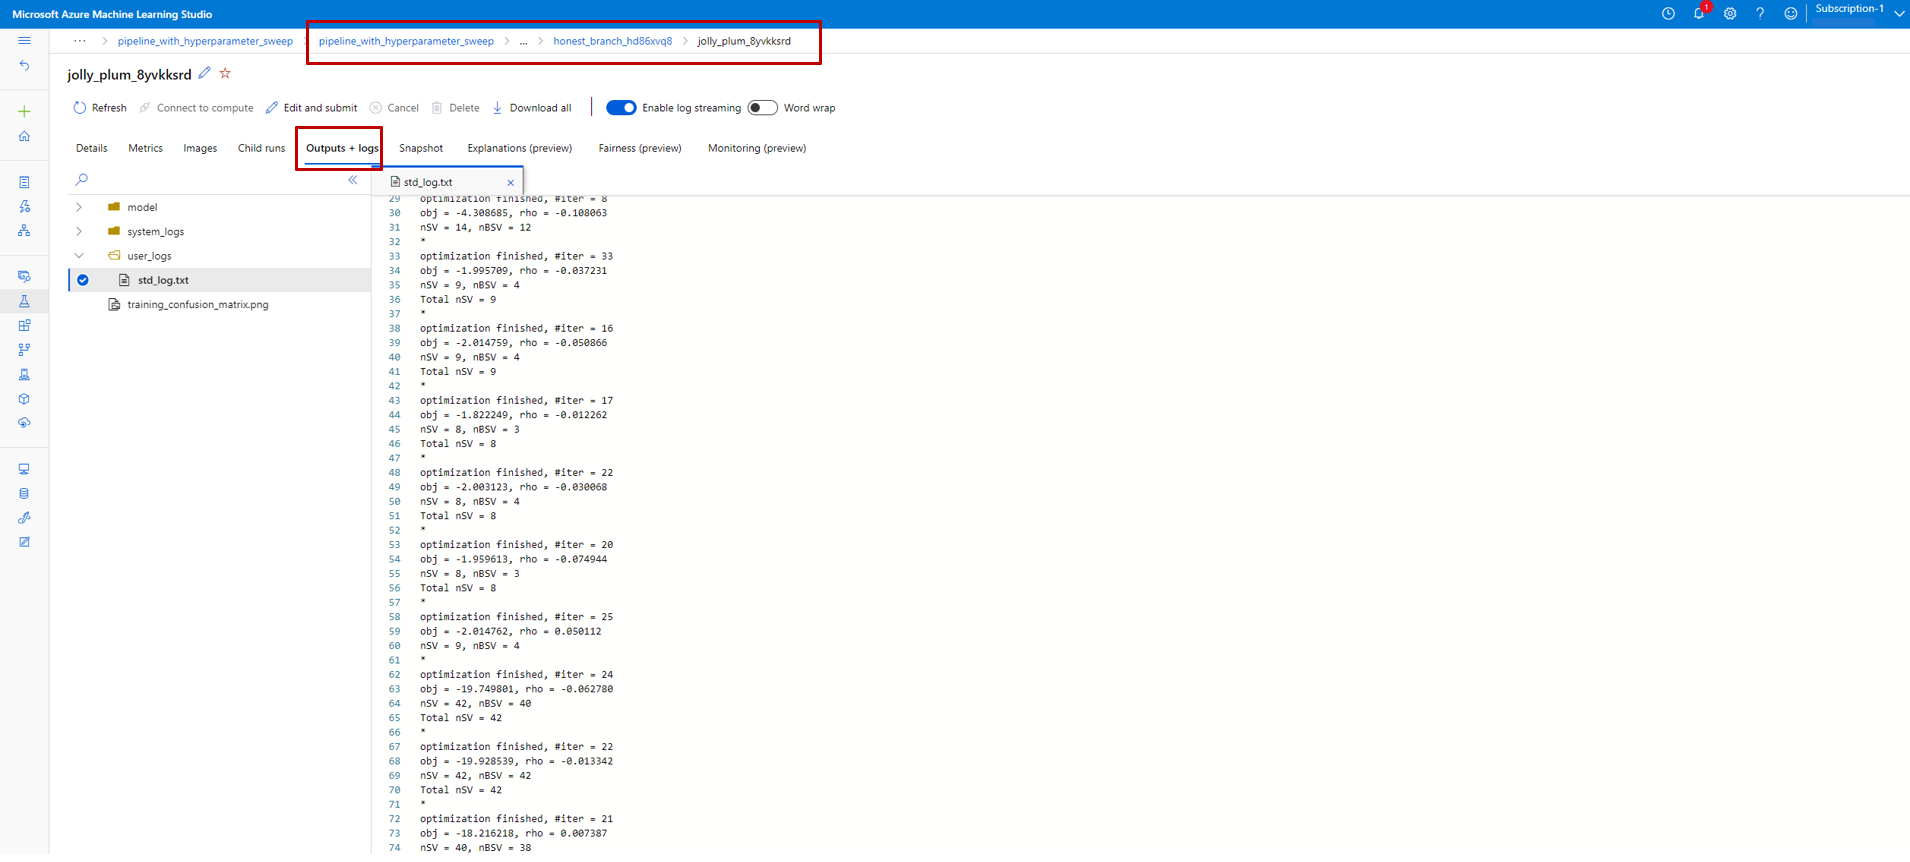 Microsoft Azure Machine Learning Studio
1
Subscription-1
... > pipeline_with_hyperparameter_sweep > pipeline_with_hyperparameter_sweep > ... > honest_branch_hd86xvq8 > jolly_plum_8yvkksrd
jolly_plum_8yvkksrd
Refresh Connect to compute Edit and submit Cancel Delete Download all Enable log streaming Word wrap
Details Metrics Images Child runs Outputs + logs Snapshot Explanations (preview) Fairness (preview) Monitoring (preview)
model
system_logs
user_logs
std_log.txt
training_confusion_matrix.png
std_log.txt
29 optimization finished, #iter = 8
30 obj = -4.308685, rho = -0.108063
31 nSV = 14, nBSV = 12
32 *
33 optimization finished, #iter = 33
34 obj = -1.995709, rho = -0.037231
35 nSV = 9, nBSV = 4
36 Total nSV = 9
37 *
38 optimization finished, #iter = 16
39 obj = -2.014759, rho = -0.050866
40 nSV = 9, nBSV = 4
41 Total nSV = 9
42 *
43 optimization finished, #iter = 17
44 obj = -1.822249, rho = -0.012262
45 nSV = 8, nBSV = 3
46 Total nSV = 8
47 *
48 optimization finished, #iter = 22
49 obj = -2.003123, rho = -0.030068
50 nSV = 8, nBSV = 4
51 Total nSV = 8
52 *
53 optimization finished, #iter = 20
54 obj = -1.959613, rho = -0.074944
55 nSV = 8, nBSV = 3
56 Total nSV = 8
57 *
58 optimization finished, #iter = 25
59 obj = -2.014762, rho = 0.050112
60 nSV = 9, nBSV = 4
61 *
62 optimization finished, #iter = 24
63 obj = -19.749801, rho = -0.062780
64 nSV = 42, nBSV = 40
65 Total nSV = 42
66 *
67 optimization finished, #iter = 22
68 obj = -19.928539, rho = -0.013342
69 nSV = 42, nBSV = 42
70 Total nSV = 42
71 *
72 optimization finished, #iter = 21
73 obj = -18.216218, rho = 0.007387
74 nSV = 40, nBSV = 38